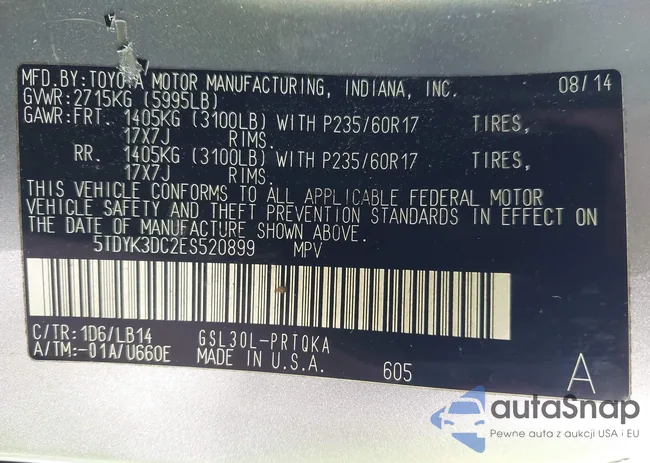 MFD.BY:TOYOTA MOTOR MANUFACTURING, INDIANA, INC. 08/14
GVWR:2715KG (5995LB)
GAWR:FRT. 1405KG (3100LB) WITH P235/60R17 TIRES,
17X7J RIMS.
RR. 1405KG (3100LB) WITH P235/60R17 TIRES,
17X7J RIMS.
THIS VEHICLE CONFORMS TO ALL APPLICABLE FEDERAL MOTOR
VEHICLE SAFETY AND THEFT PREVENTION STANDARDS IN EFFECT ON
THE DATE OF MANUFACTURE SHOWN ABOVE.
5TDYK3DC2ES520899 MPV
C/TR:1D6/LB14 GSL30L-PRTQKA
A/TM:-01A/U660E MADE IN U.S.A. 605 A
autaSnap
Pewne auta z aukcji USA i EU